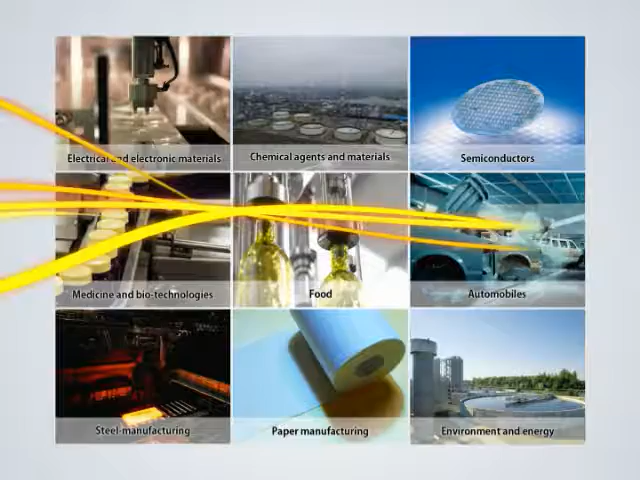 Electrical and electronic materials
Chemical agents and materials
Semiconductors
Medicine and bio-technologies
Food
Automobiles
Steel-manufacturing
Paper manufacturing
Environment and energy